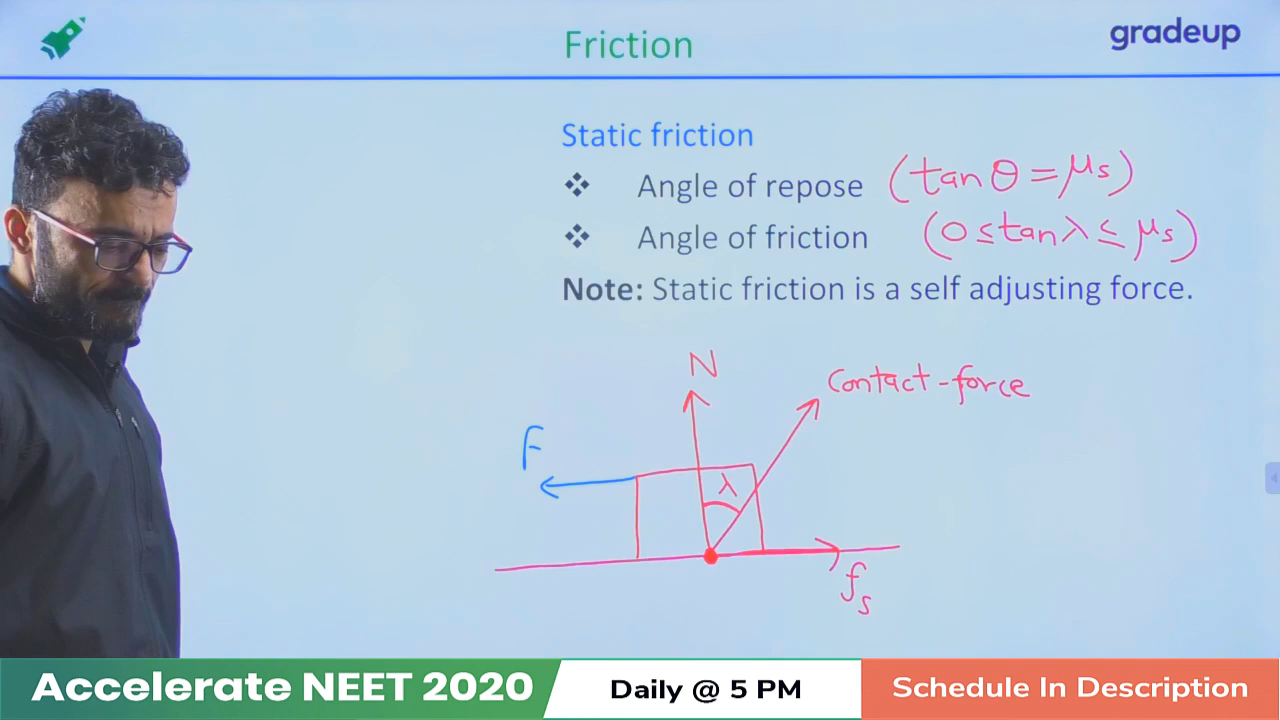 Friction
gradeup
Static friction
❖ Angle of repose (tan θ = μs)
❖ Angle of friction (0 ≤ tan λ ≤ μs)
Note: Static friction is a self adjusting force.
N
Contact-force
F
λ
fs
Accelerate NEET 2020
Daily @ 5 PM
Schedule In Description